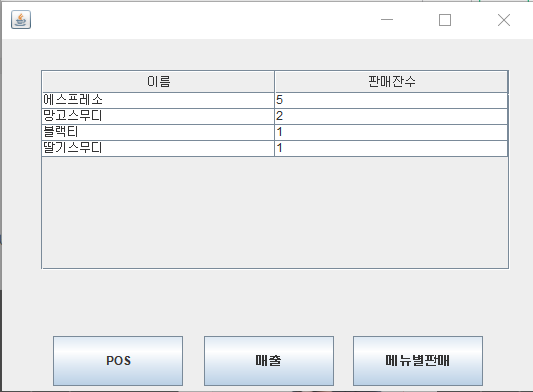 이름 판매잔수
에스프레소 5
망고스무디 2
블랙티 1
딸기스무디 1
POS 매출 메뉴별판매